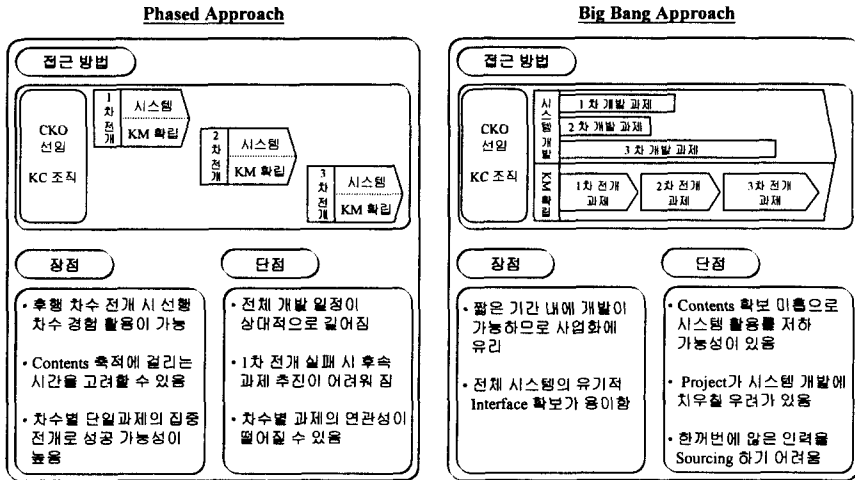 Phased Approach
접근 방법
CKO
선임
KC 조직
1
차
전
개
시스템
KM 확립
2
차
전
개
시스템
KM 확립
3
차
전
개
시스템
KM 확립
장점
• 후행 차수 전개 시 선행
차수 경험 활용이 가능
• Contents 축적에 걸리는
시간을 고려할 수 있음
• 차수별 단일과제의 집중
전개로 성공 가능성이
높음
단점
• 전체 개발 일정이
상대적으로 길어짐
• 1차 전개 실패 시 후속
과제 추진이 어려워 짐
• 차수별 과제의 연관성이
떨어질 수 있음
Big Bang Approach
접근 방법
CKO
선임
KC 조직
시
스
템
개
발
1 차 개발 과제
2 차 개발 과제
3 차 개발 과제
KM
확
립
1차 전개
과제
2차 전개
과제
3차 전개
과제
장점
• 짧은 기간 내에 개발이
가능하므로 사업화에
유리
• 전체 시스템의 유기적
Interface 확보가 용이함
단점
• Contents 확보 미흡으로
시스템 활용률 저하
가능성이 있음
• Project가 시스템 개발에
치우칠 우려가 있음
• 한꺼번에 많은 인력을
Sourcing 하기 어려움